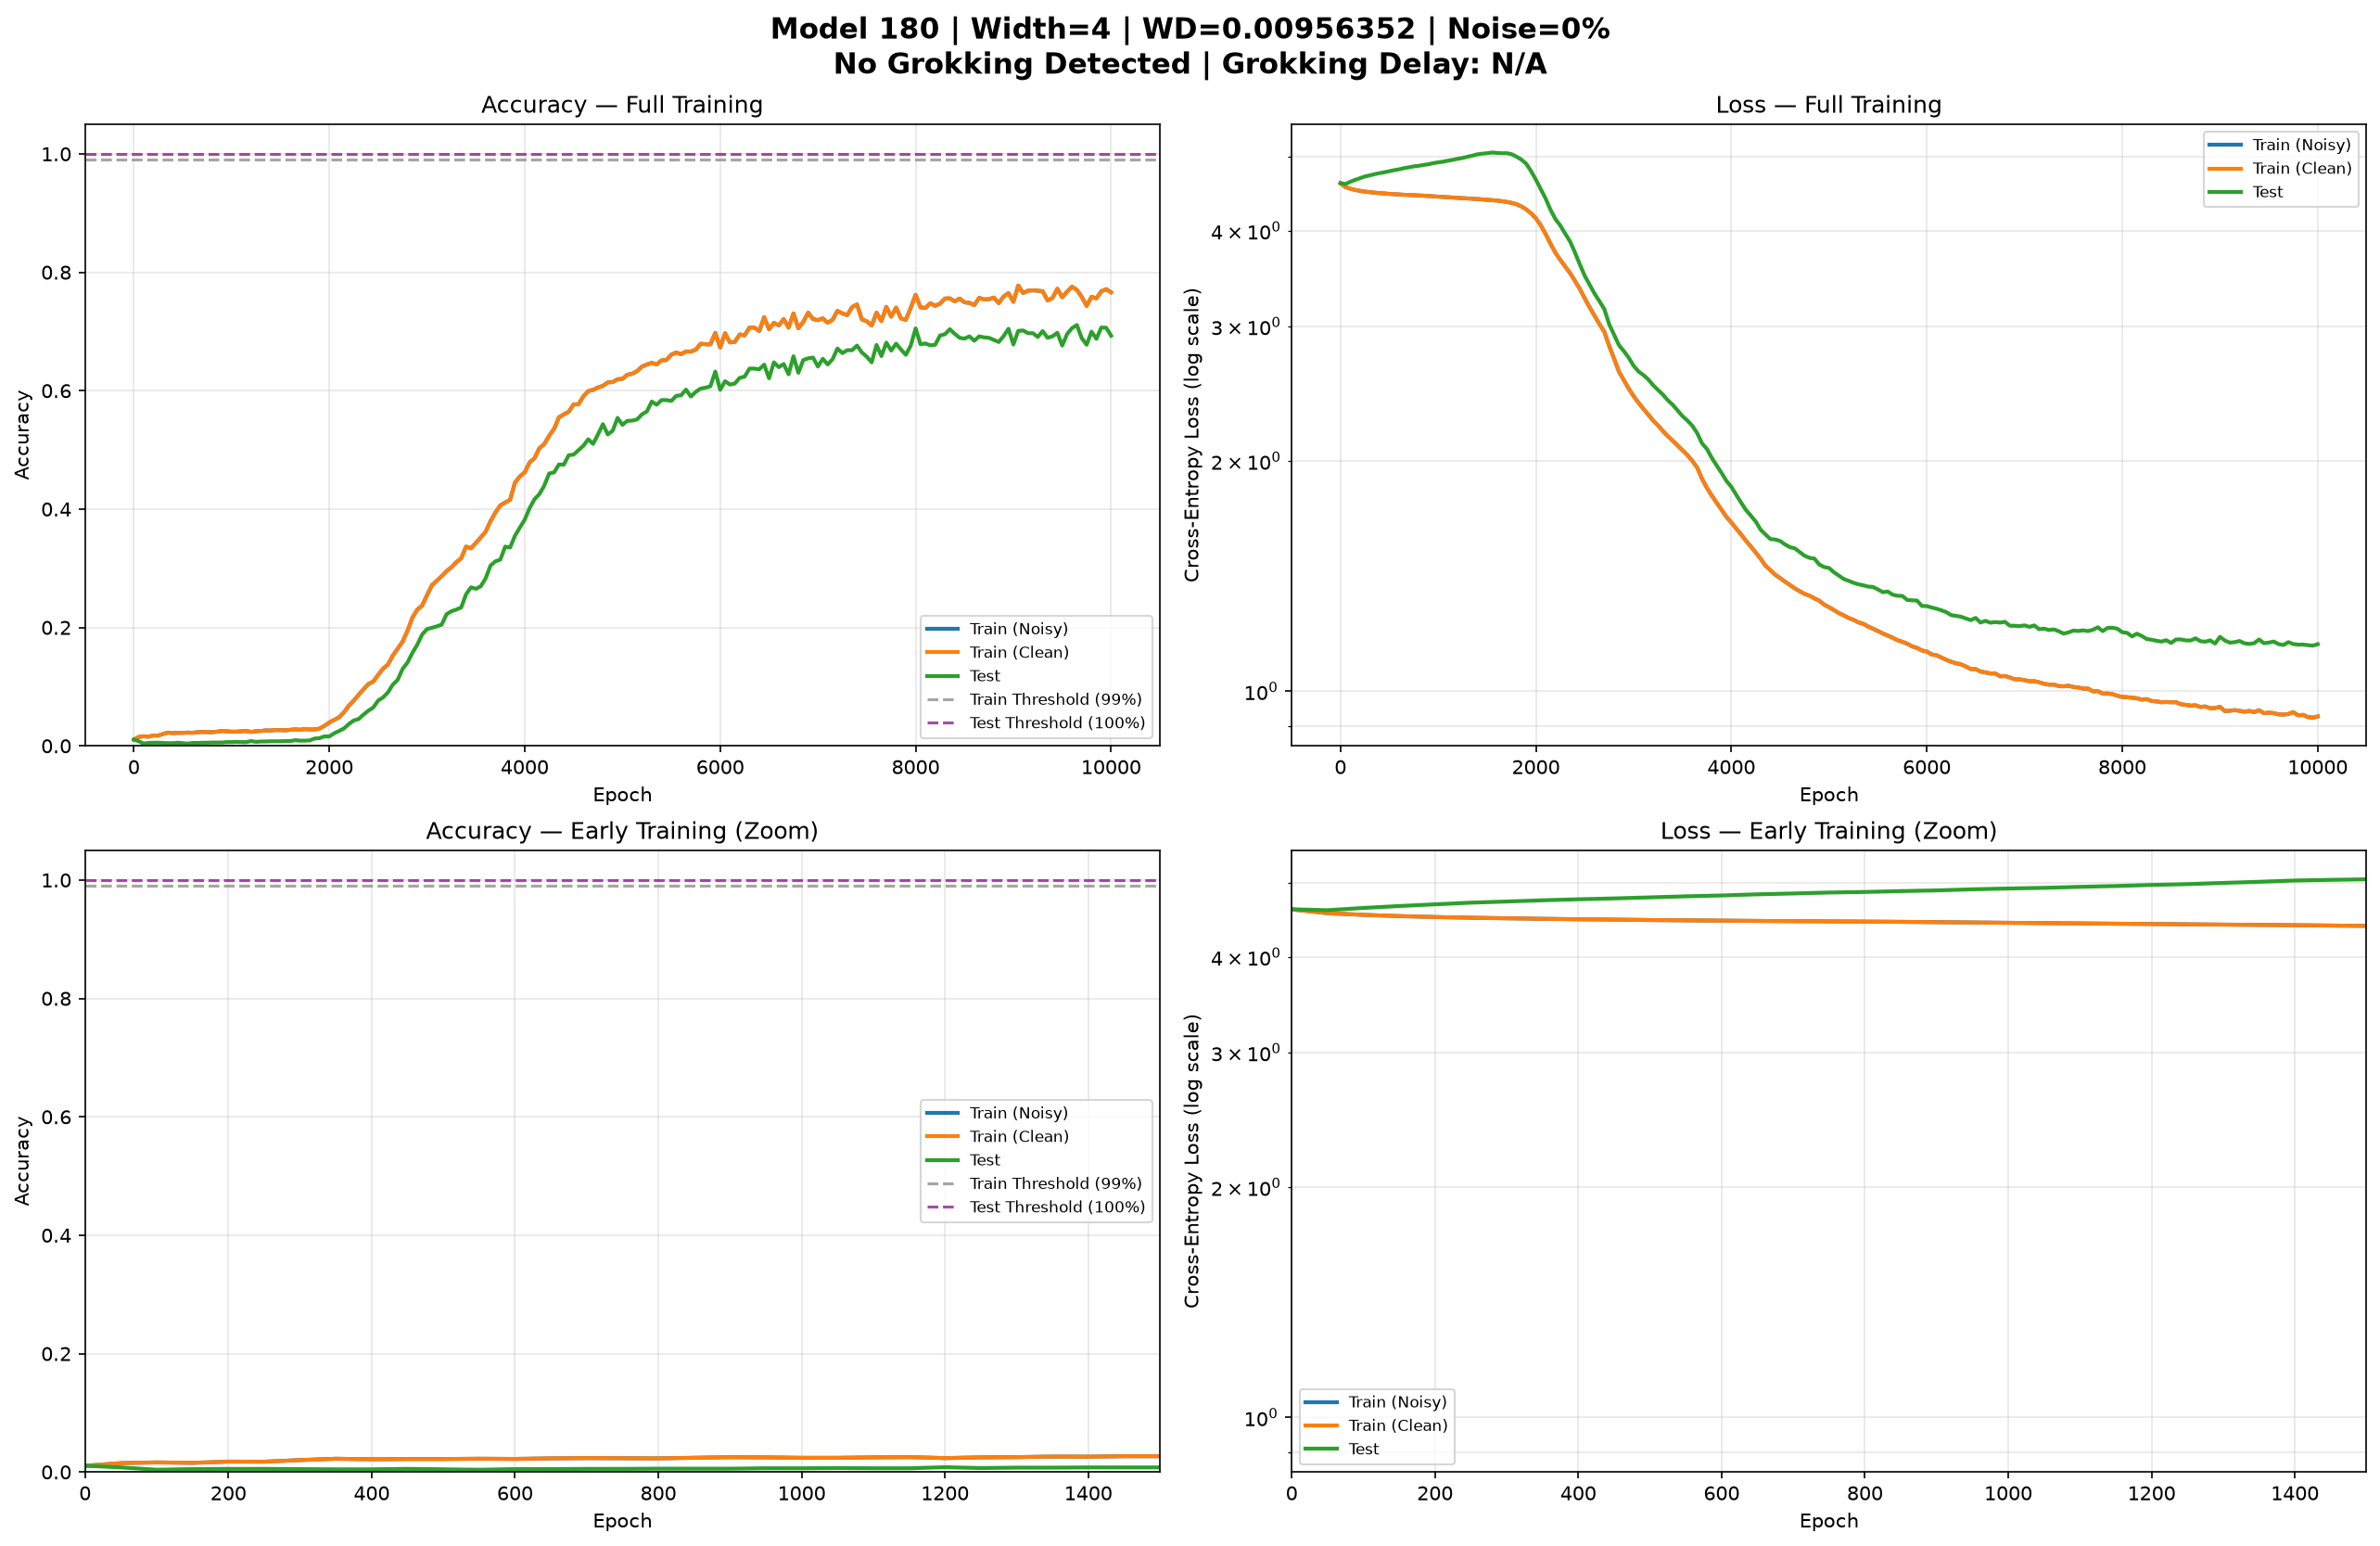 Model 180 | Width=4 | WD=0.00956352 | Noise=0%
No Grokking Detected | Grokking Delay: N/A
Accuracy — Full Training
1.0
0.8
0.6
0.4
0.2
0.0
Accuracy
0 2000 4000 6000 8000 10000
Epoch
Train (Noisy)
Train (Clean)
Test
Train Threshold (99%)
Test Threshold (100%)
Loss — Full Training
4 × 10⁰
3 × 10⁰
2 × 10⁰
10⁰
Cross-Entropy Loss (log scale)
0 2000 4000 6000 8000 10000
Epoch
Train (Noisy)
Train (Clean)
Test
Accuracy — Early Training (Zoom)
1.0
0.8
0.6
0.4
0.2
0.0
Accuracy
0 200 400 600 800 1000 1200 1400
Epoch
Train (Noisy)
Train (Clean)
Test
Train Threshold (99%)
Test Threshold (100%)
Loss — Early Training (Zoom)
4 × 10⁰
3 × 10⁰
2 × 10⁰
10⁰
Cross-Entropy Loss (log scale)
0 200 400 600 800 1000 1200 1400
Epoch
Train (Noisy)
Train (Clean)
Test